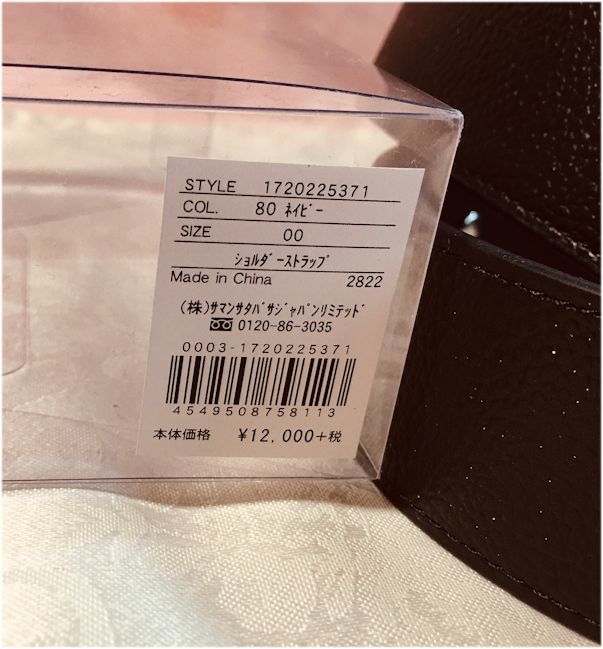 STYLE 1720225371
COL. 80 ﾈｲﾋﾞｰ
SIZE 00
ｼｮﾙﾀﾞｰｽﾄﾗｯﾌﾟ
Made in China 2822
(株)ｻﾏﾝｻﾀﾊﾞｻｼﾞｬﾊﾟﾝﾘﾐﾃｯﾄﾞ
0120-86-3035
0003-1720225371
4549508758113
本体価格 ¥12,000+税